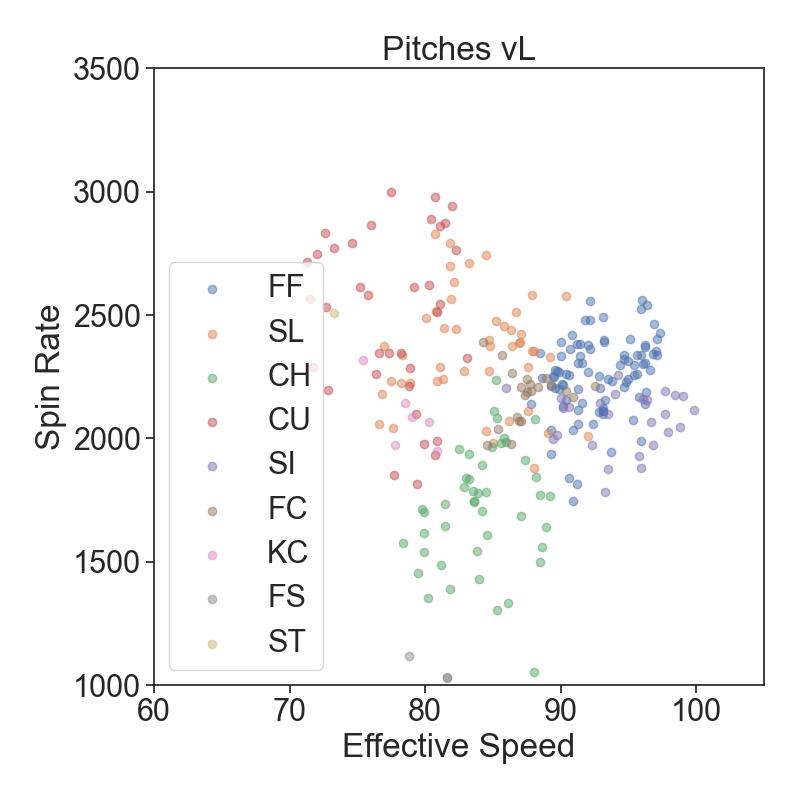 Pitches vL
3500
3000
2500
2000
1500
1000
Spin Rate
FF
SL
CH
CU
SI
FC
KC
FS
ST
60 70 80 90 100
Effective Speed